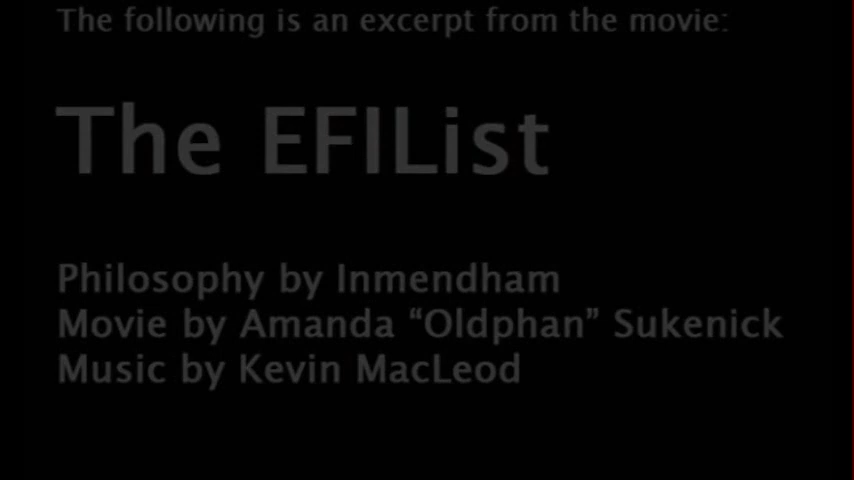 The following is an excerpt from the movie:
The EFIList
Philosophy by Inmendham
Movie by Amanda “Oldphan” Sukenick
Music by Kevin MacLeod